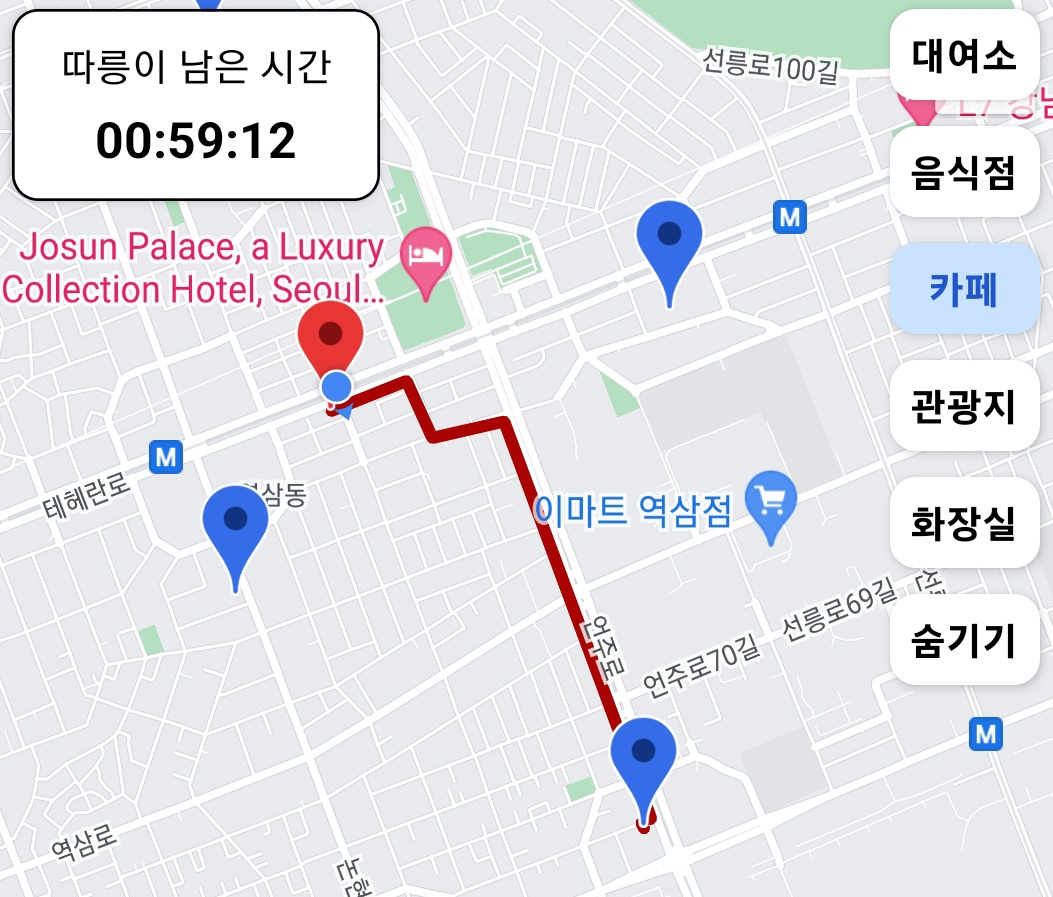 따릉이 남은 시간
00:59:12
선릉로100길
대여소
음식점
M
Josun Palace, a Luxury
Collection Hotel, Seoul...
카페
관광지
M
테헤란로
이마트 역삼점
화장실
선릉로69길
언주로
언주로70길
숨기기
M
역삼로